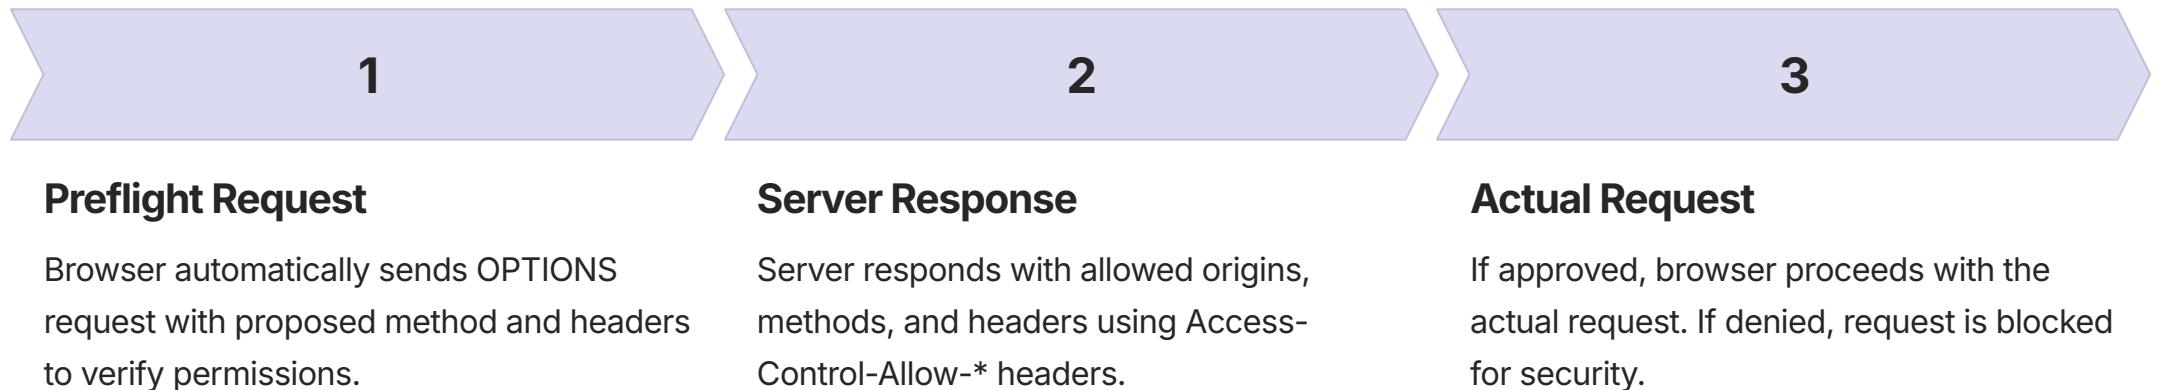 1
Preflight Request
Browser automatically sends OPTIONS
request with proposed method and headers
to verify permissions.
2
Server Response
Server responds with allowed origins,
methods, and headers using Access-
Control-Allow-* headers.
3
Actual Request
If approved, browser proceeds with the
actual request. If denied, request is blocked
for security.